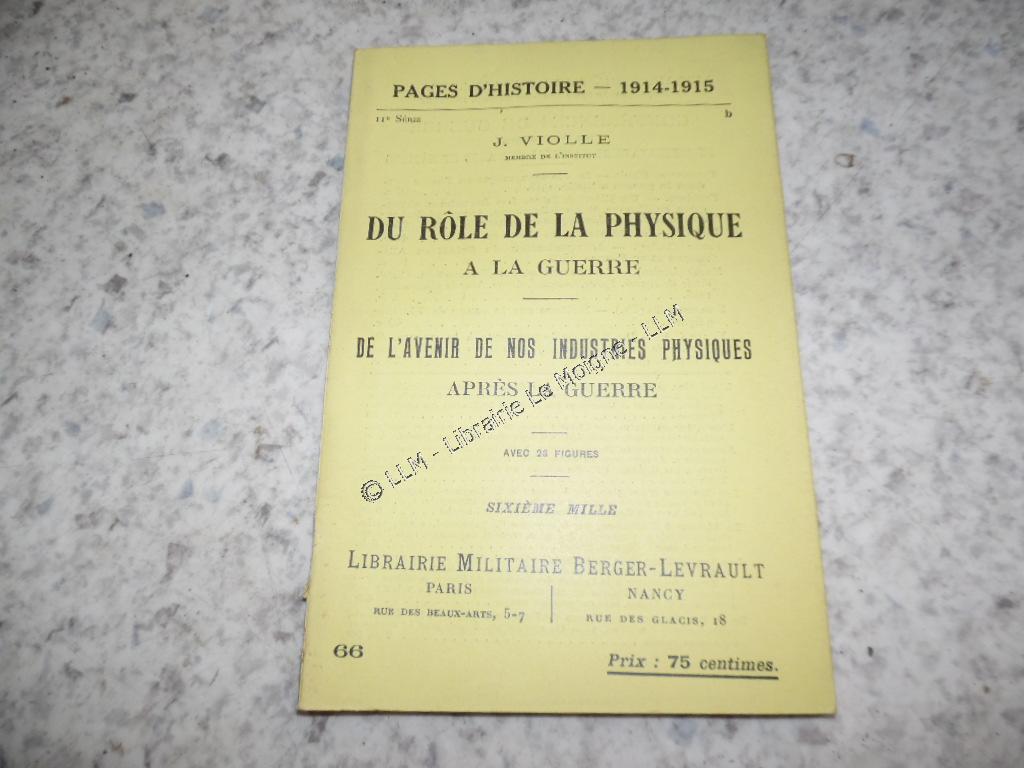 PAGES D'HISTOIRE — 1914-1915
11e SÉRIE b
J. VIOLLE
MEMBRE DE L'INSTITUT
DU RÔLE DE LA PHYSIQUE
A LA GUERRE
DE L'AVENIR DE NOS INDUSTRIES PHYSIQUES
APRÈS LA GUERRE
AVEC 28 FIGURES
SIXIÈME MILLE
LIBRAIRIE MILITAIRE BERGER-LEVRAULT
PARIS
RUE DES BEAUX-ARTS, 5-7
NANCY
RUE DES GLACIS, 18
66
Prix : 75 centimes.
© LLM - Librairie Le Moigne - LLM